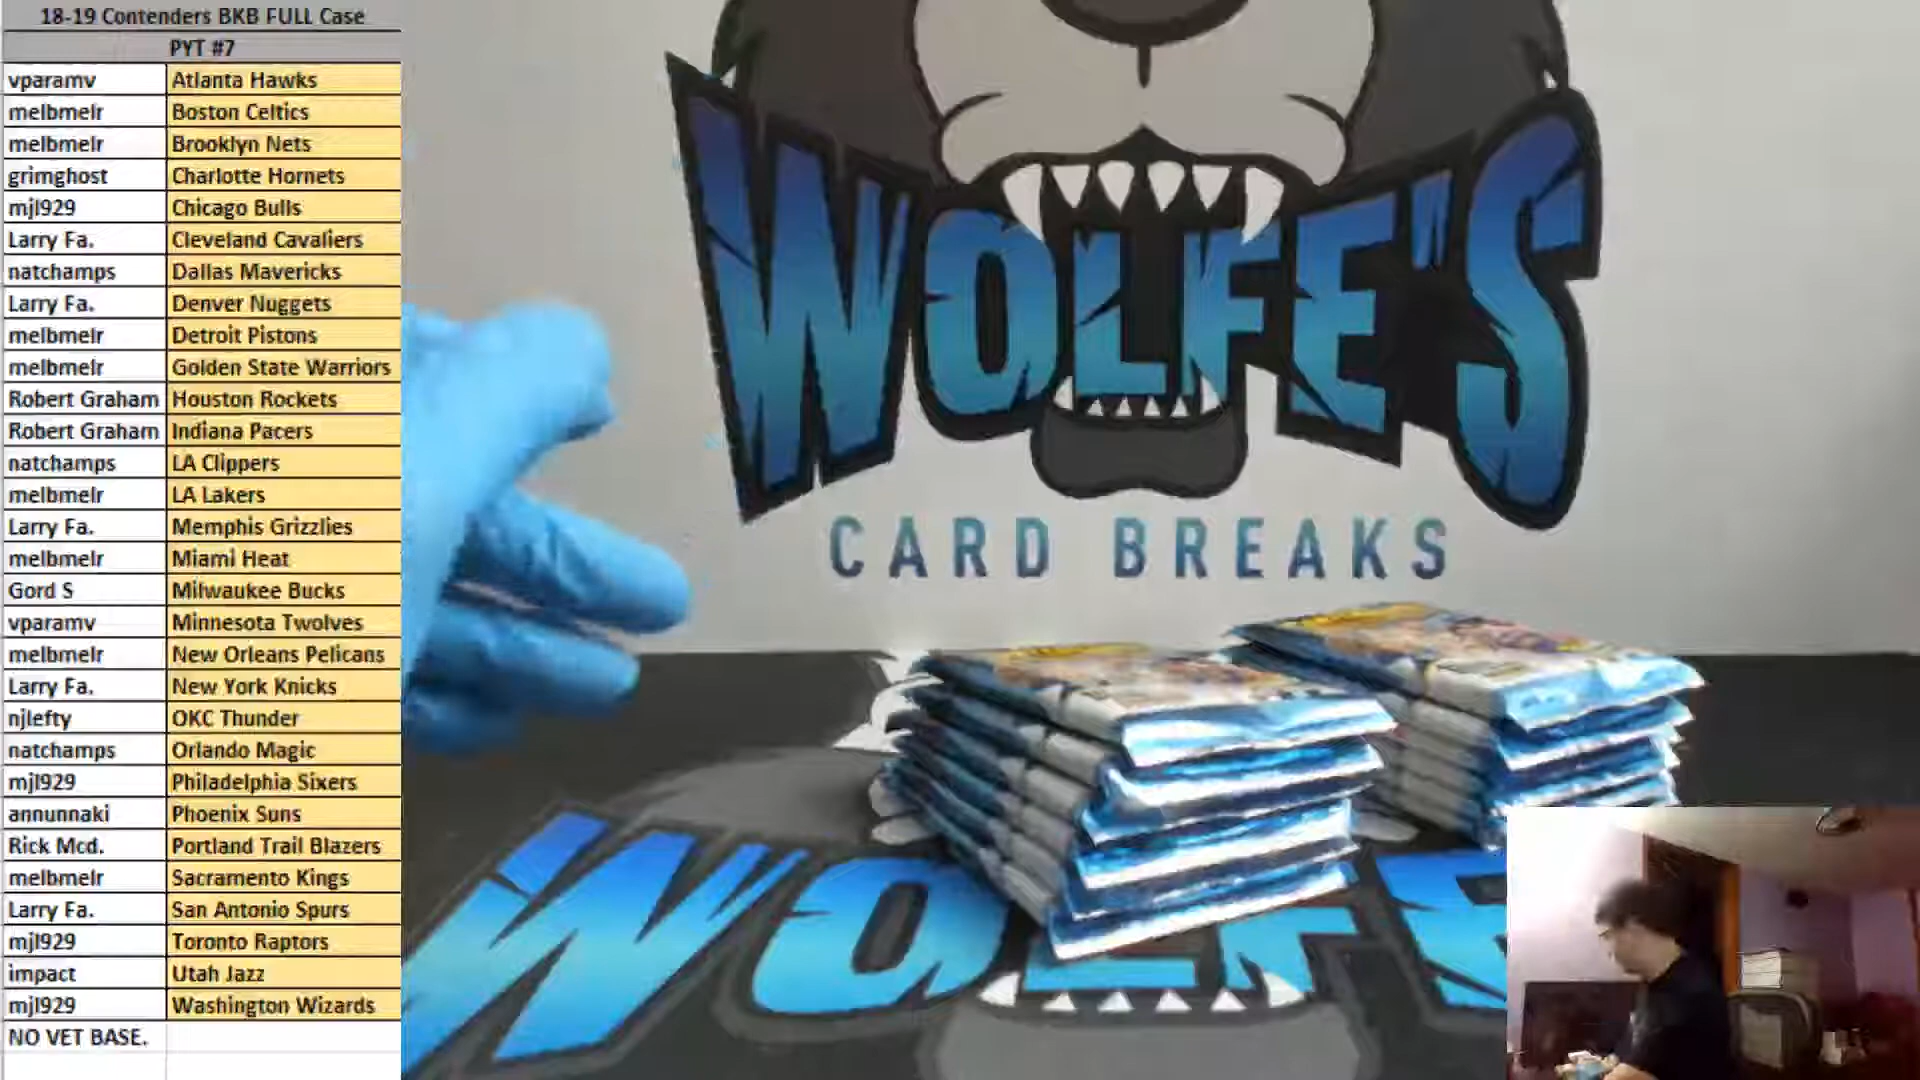 18-19 Contenders BKB FULL Case
PYT #7
vparamv Atlanta Hawks
melbmelr Boston Celtics
melbmelr Brooklyn Nets
grimghost Charlotte Hornets
mjl929 Chicago Bulls
Larry Fa. Cleveland Cavaliers
natchamps Dallas Mavericks
Larry Fa. Denver Nuggets
melbmelr Detroit Pistons
melbmelr Golden State Warriors
Robert Graham Houston Rockets
Robert Graham Indiana Pacers
natchamps LA Clippers
melbmelr LA Lakers
Larry Fa. Memphis Grizzlies
melbmelr Miami Heat
Gord S Milwaukee Bucks
vparamv Minnesota Twolves
melbmelr New Orleans Pelicans
Larry Fa. New York Knicks
njlefty OKC Thunder
natchamps Orlando Magic
mjl929 Philadelphia Sixers
annunnaki Phoenix Suns
Rick Mcd. Portland Trail Blazers
melbmelr Sacramento Kings
Larry Fa. San Antonio Spurs
mjl929 Toronto Raptors
impact Utah Jazz
mjl929 Washington Wizards
NO VET BASE.
WOLFE'S
CARD BREAKS
WOLFE